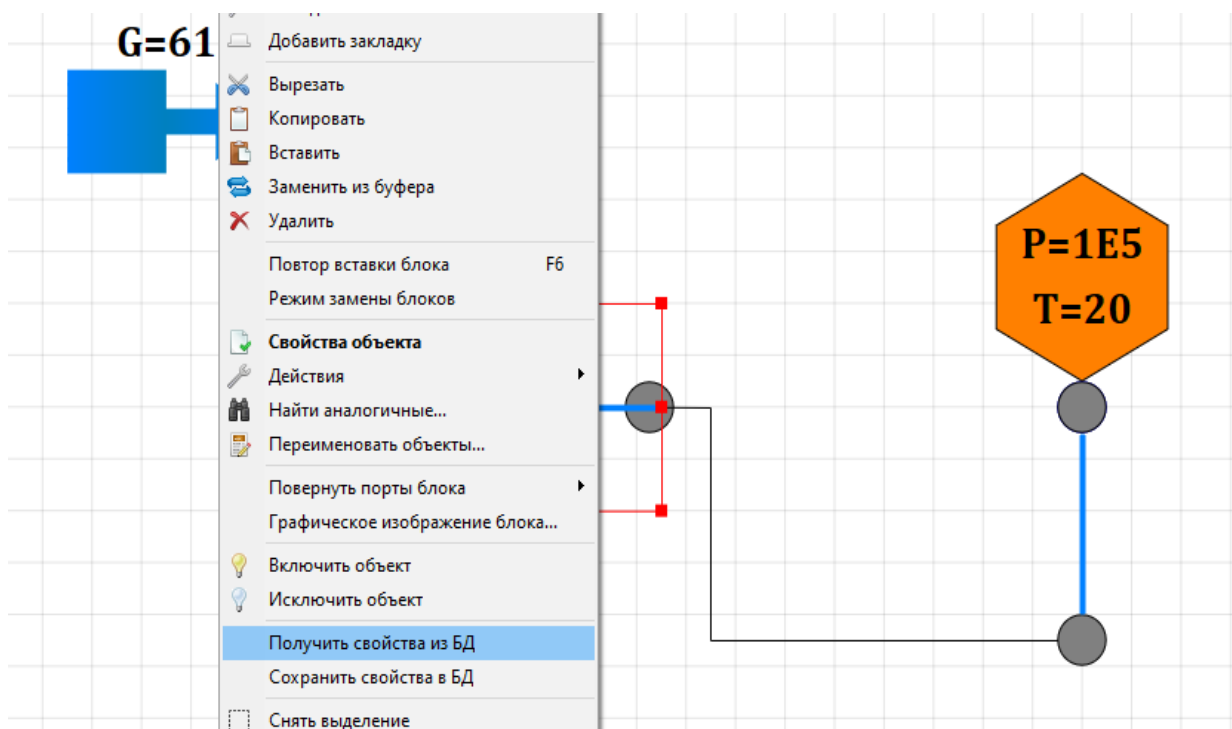 G=61
Добавить закладку
Вырезать
Копировать
Вставить
Заменить из буфера
Удалить
Повтор вставки блока F6
Режим замены блоков
Свойства объекта
Действия
Найти аналогичные...
Переименовать объекты...
Повернуть порты блока
Графическое изображение блока...
Включить объект
Исключить объект
Получить свойства из БД
Сохранить свойства в БД
Снять выделение
P=1E5
T=20